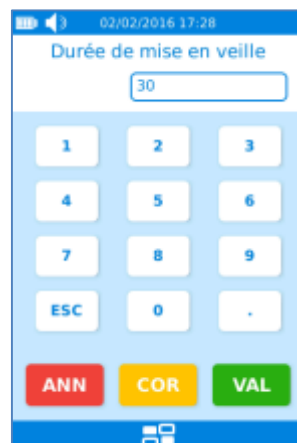 02/02/2016 17:28
Durée de mise en veille
30
1 2 3
4 5 6
7 8 9
ESC 0 .
ANN COR VAL